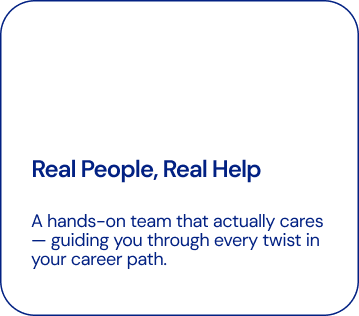 Real People, Real Help
A hands-on team that actually cares
— guiding you through every twist in
your career path.